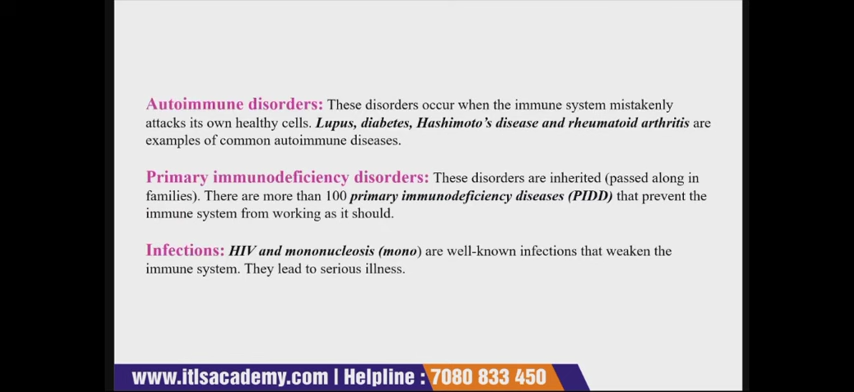 Autoimmune disorders: These disorders occur when the immune system mistakenly
attacks its own healthy cells. Lupus, diabetes, Hashimoto's disease and rheumatoid arthritis are
examples of common autoimmune diseases.
Primary immunodeficiency disorders: These disorders are inherited (passed along in
families). There are more than 100 primary immunodeficiency diseases (PIDD) that prevent the
immune system from working as it should.
Infections: HIV and mononucleosis (mono) are well-known infections that weaken the
immune system. They lead to serious illness.
www.itlsacademy.com | Helpline : 7080 833 450